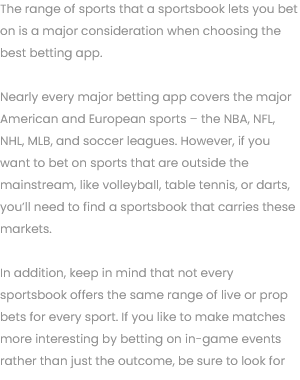 The range of sports that a sportsbook lets you bet
on is a major consideration when choosing the
best betting app.
Nearly every major betting app covers the major
American and European sports – the NBA, NFL,
NHL, MLB, and soccer leagues. However, if you
want to bet on sports that are outside the
mainstream, like volleyball, table tennis, or darts,
you'll need to find a sportsbook that carries these
markets.
In addition, keep in mind that not every
sportsbook offers the same range of live or prop
bets for every sport. If you like to make matches
more interesting by betting on in-game events
rather than just the outcome, be sure to look for